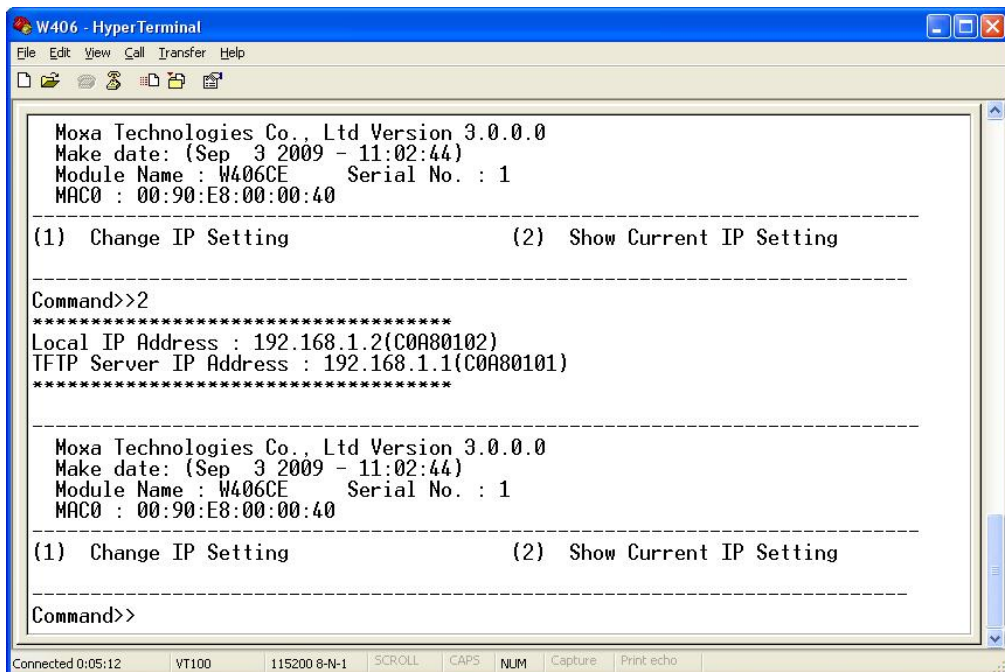 W406 - HyperTerminal
File Edit View Call Transfer Help
Moxa Technologies Co., Ltd Version 3.0.0.0
Make date: (Sep  3 2009 - 11:02:44)
Module Name : W406CE     Serial No. : 1
MAC0 : 00:90:E8:00:00:40
----------------------------------------------------------------------------
(1)  Change IP Setting                   (2)  Show Current IP Setting
---------------------------------------------------------------------------
Command>>2
************************************
Local IP Address : 192.168.1.2(C0A80102)
TFTP Server IP Address : 192.168.1.1(C0A80101)
************************************
----------------------------------------------------------------------------
Moxa Technologies Co., Ltd Version 3.0.0.0
Make date: (Sep  3 2009 - 11:02:44)
Module Name : W406CE     Serial No. : 1
MAC0 : 00:90:E8:00:00:40
----------------------------------------------------------------------------
(1)  Change IP Setting                   (2)  Show Current IP Setting
---------------------------------------------------------------------------
Command>>
Connected 0:05:12 VT100 115200 8-N-1 SCROLL CAPS NUM Capture Print echo